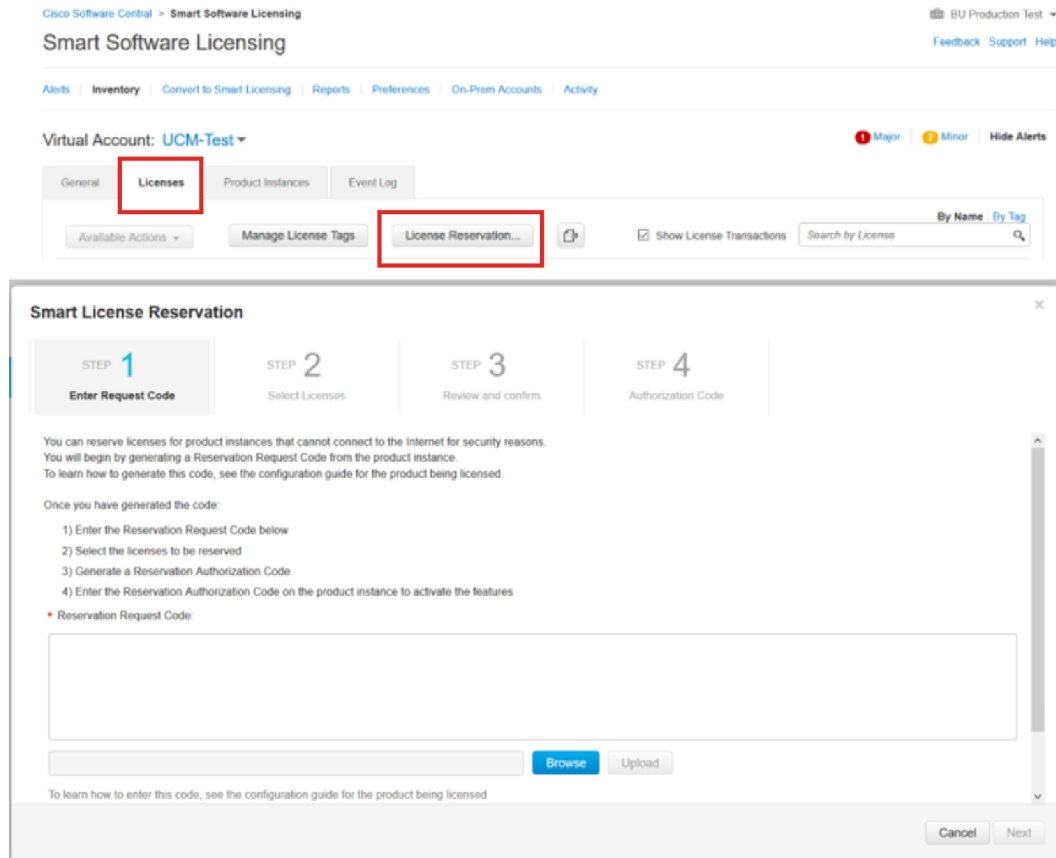 Cisco Software Central > Smart Software Licensing
BU Production Test
Smart Software Licensing
Feedback Support Help
Alerts | Inventory | Convert to Smart Licensing | Reports | Preferences | On-Prem Accounts | Activity
Virtual Account: UCM-Test
1 Major | 7 Minor | Hide Alerts
General Licenses Product Instances Event Log
By Name | By Tag
Available Actions Manage License Tags License Reservation... Show License Transactions Search by License
Smart License Reservation
×
STEP 1 STEP 2 STEP 3 STEP 4
Enter Request Code Select Licenses Review and confirm Authorization Code
You can reserve licenses for product instances that cannot connect to the Internet for security reasons.
You will begin by generating a Reservation Request Code from the product instance.
To learn how to generate this code, see the configuration guide for the product being licensed.
Once you have generated the code:
1) Enter the Reservation Request Code below
2) Select the licenses to be reserved
3) Generate a Reservation Authorization Code
4) Enter the Reservation Authorization Code on the product instance to activate the features
* Reservation Request Code:
Browse Upload
To learn how to enter this code, see the configuration guide for the product being licensed
Cancel Next